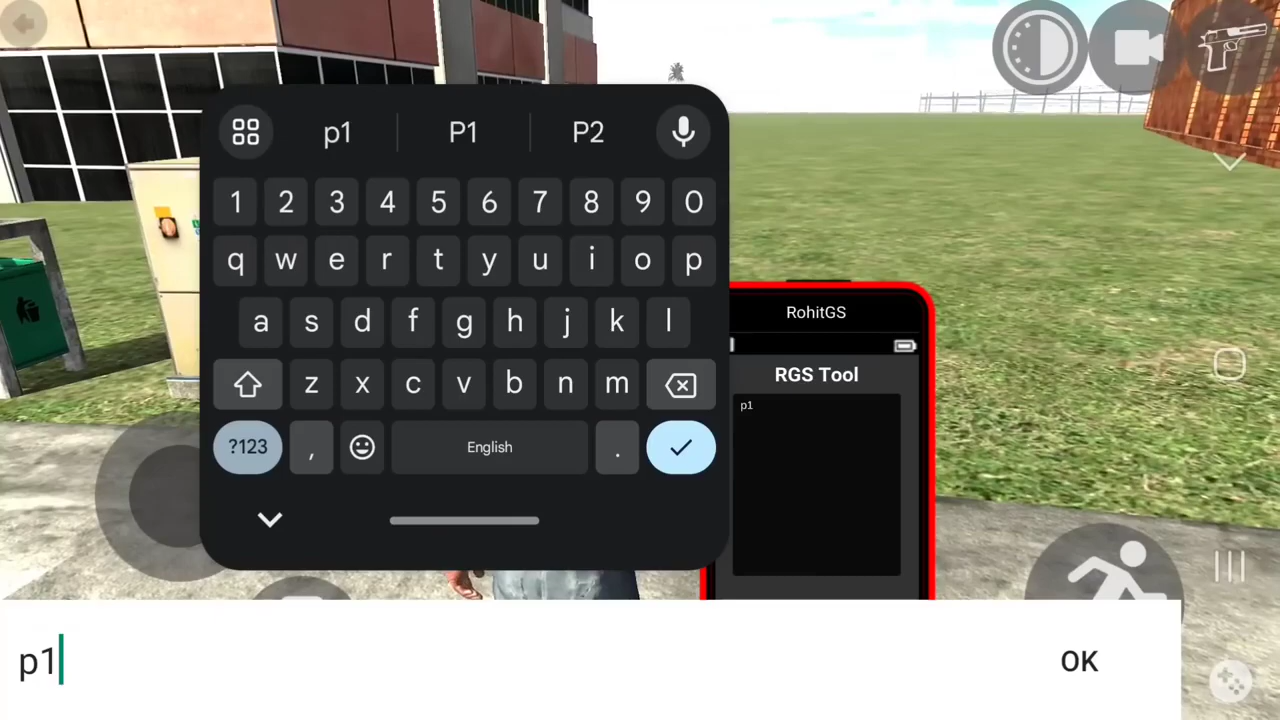 p1 P1 P2
1 2 3 4 5 6 7 8 9 0
q w e r t y u i o p
a s d f g h j k l
z x c v b n m
?123 , English .
RohitGS
RGS Tool
p1
p1
OK